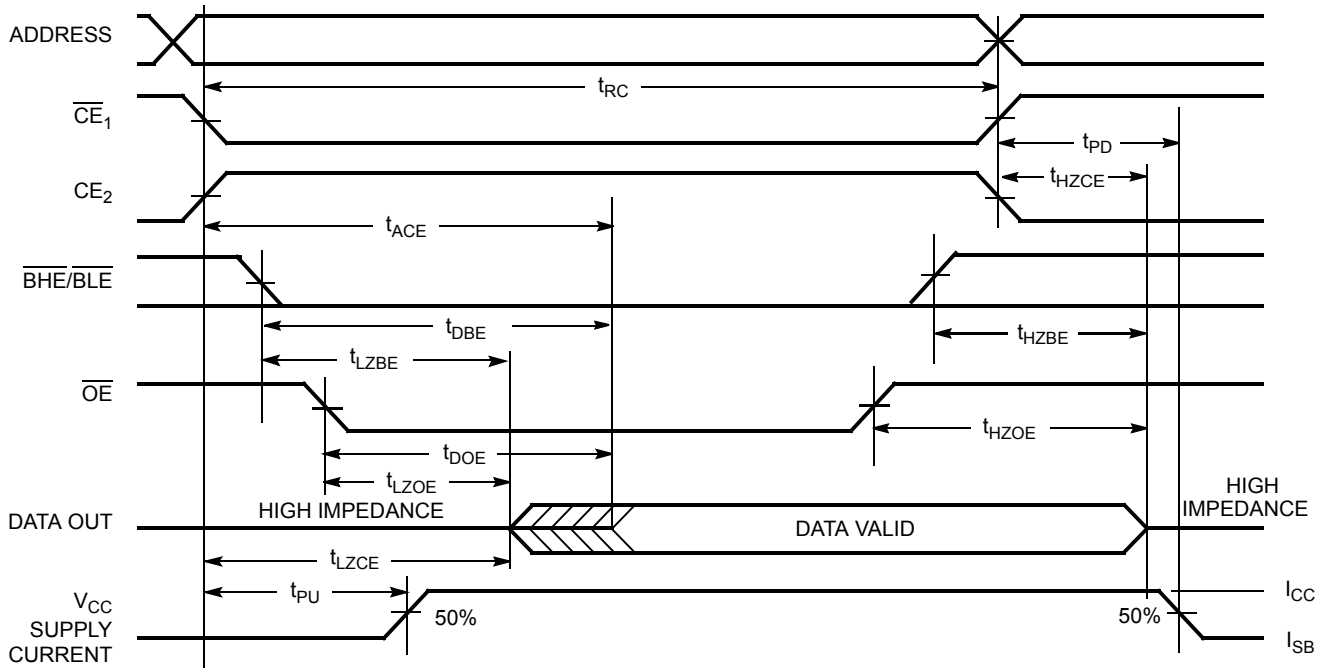 ADDRESS
tRC
CE1
tPD
tHZCE
CE2
tACE
BHE/BLE
tDBE
tHZBE
tLZBE
OE
tHZOE
tDOE
tLZOE
HIGH IMPEDANCE
HIGH
IMPEDANCE
DATA OUT
DATA VALID
tLZCE
tPU
VCC
SUPPLY
CURRENT
50%
50%
ICC
ISB